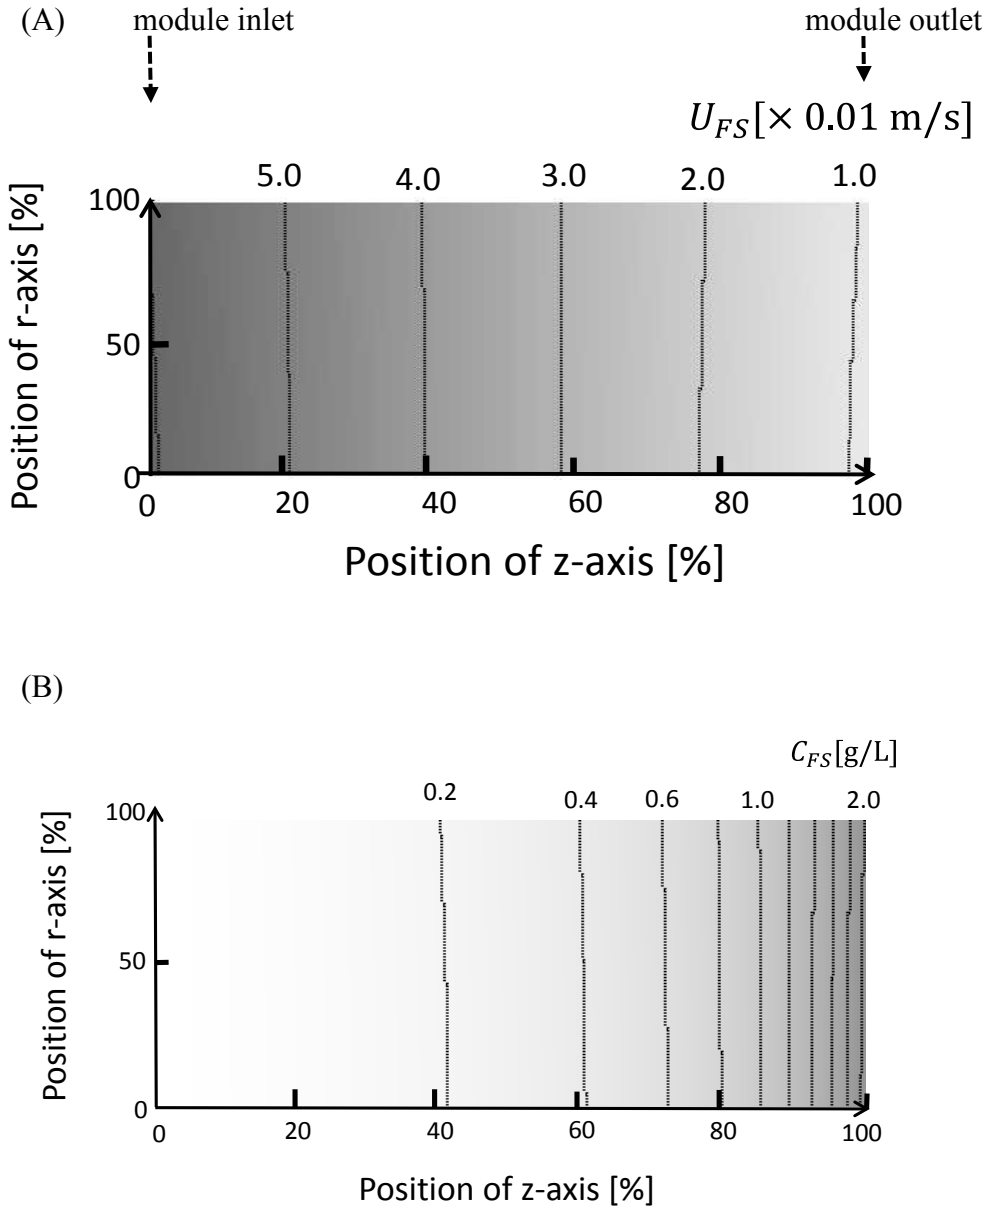 (A)
module inlet
module outlet
U_FS[× 0.01 m/s]
5.0 4.0 3.0 2.0 1.0
Position of r-axis [%]
100
50
0
0 20 40 60 80 100
Position of z-axis [%]
(B)
C_FS[g/L]
0.2 0.4 0.6 1.0 2.0
Position of r-axis [%]
100
50
0
0 20 40 60 80 100
Position of z-axis [%]